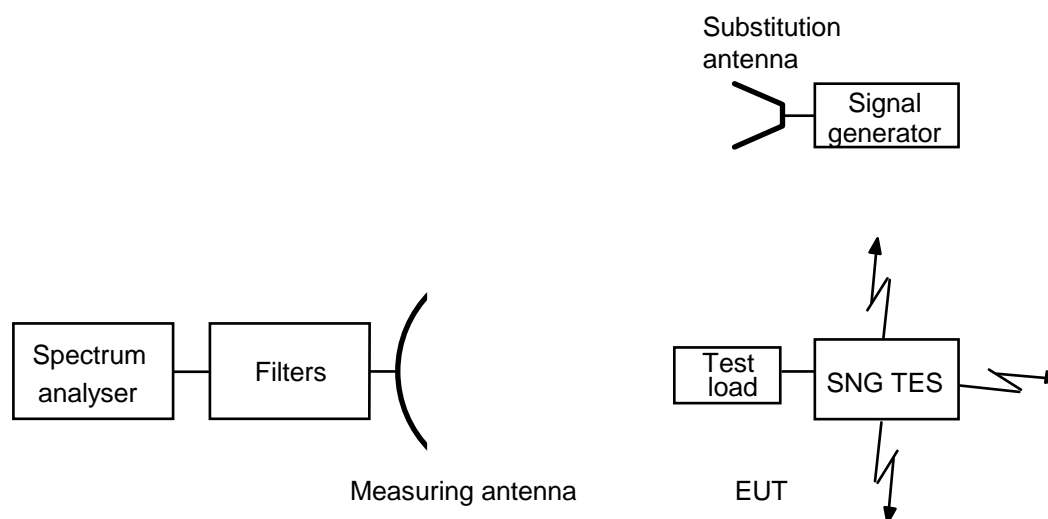 Substitution
antenna
Signal
generator
Spectrum
analyser
Filters
Test
load
SNG TES
Measuring antenna
EUT